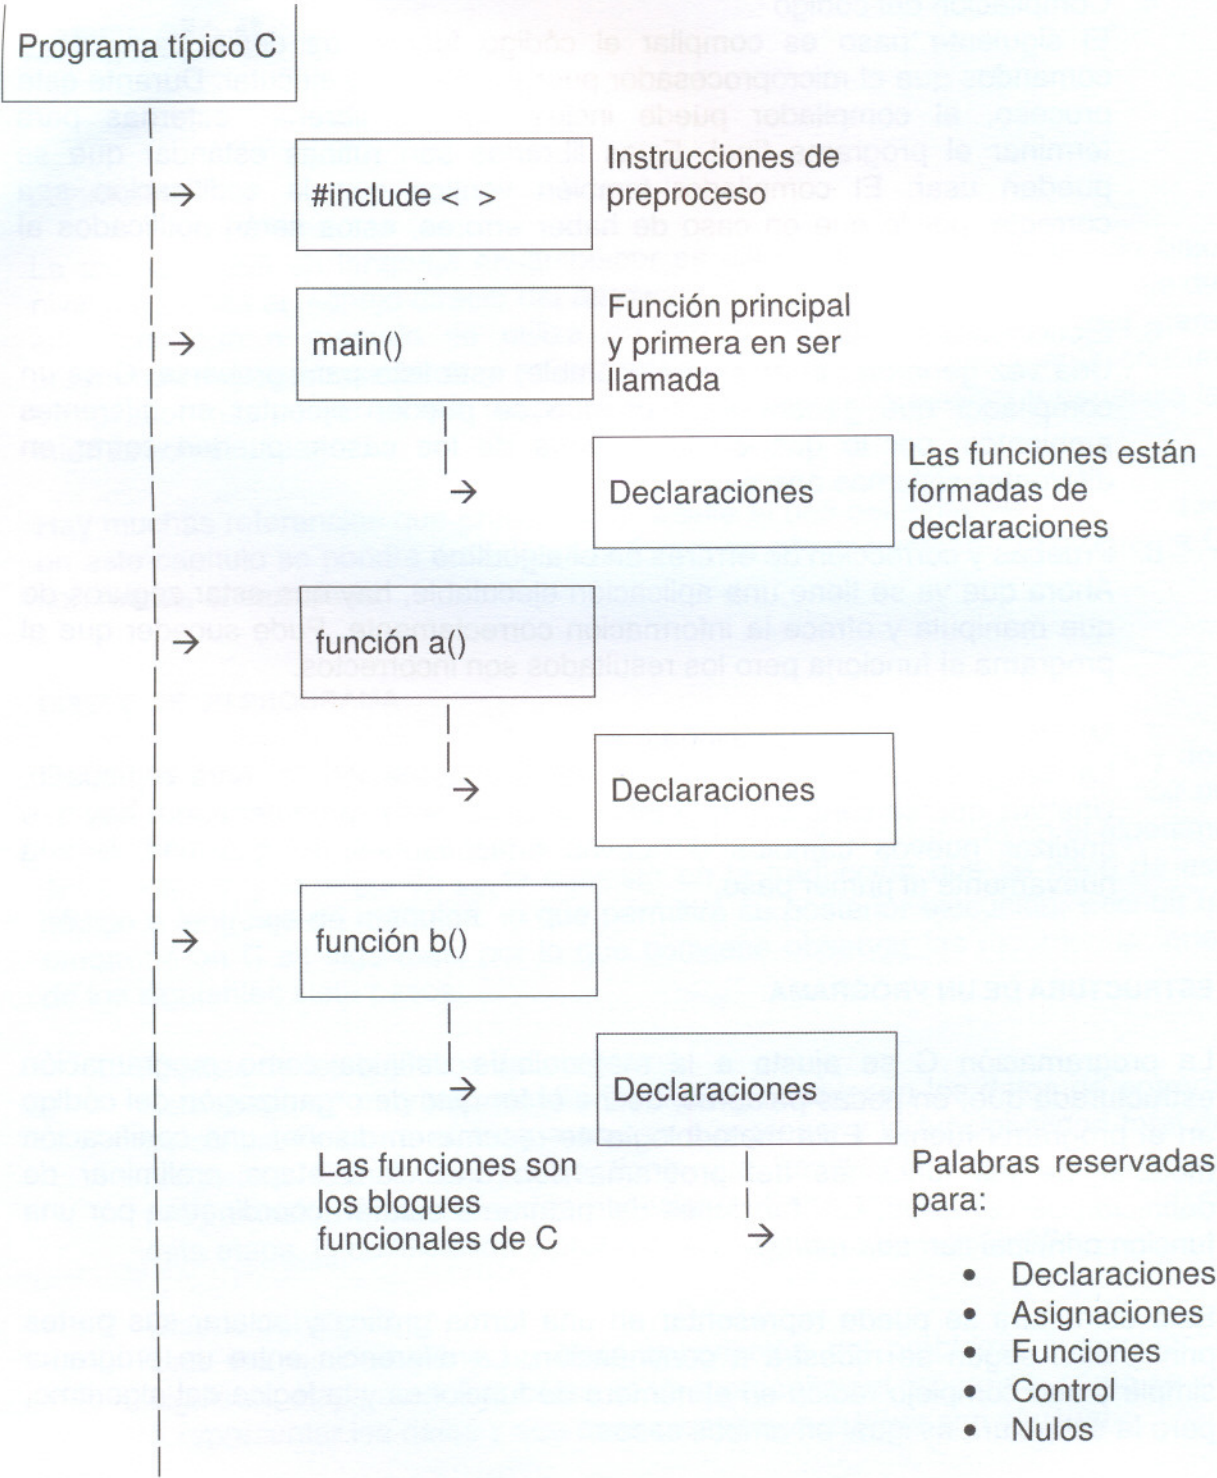 Programa típico C
#include < >
Instrucciones de
preproceso
main()
Función principal
y primera en ser
llamada
Declaraciones
Las funciones están
formadas de
declaraciones
función a()
Declaraciones
función b()
Declaraciones
Las funciones son
los bloques
funcionales de C
Palabras reservadas
para:
• Declaraciones
• Asignaciones
• Funciones
• Control
• Nulos